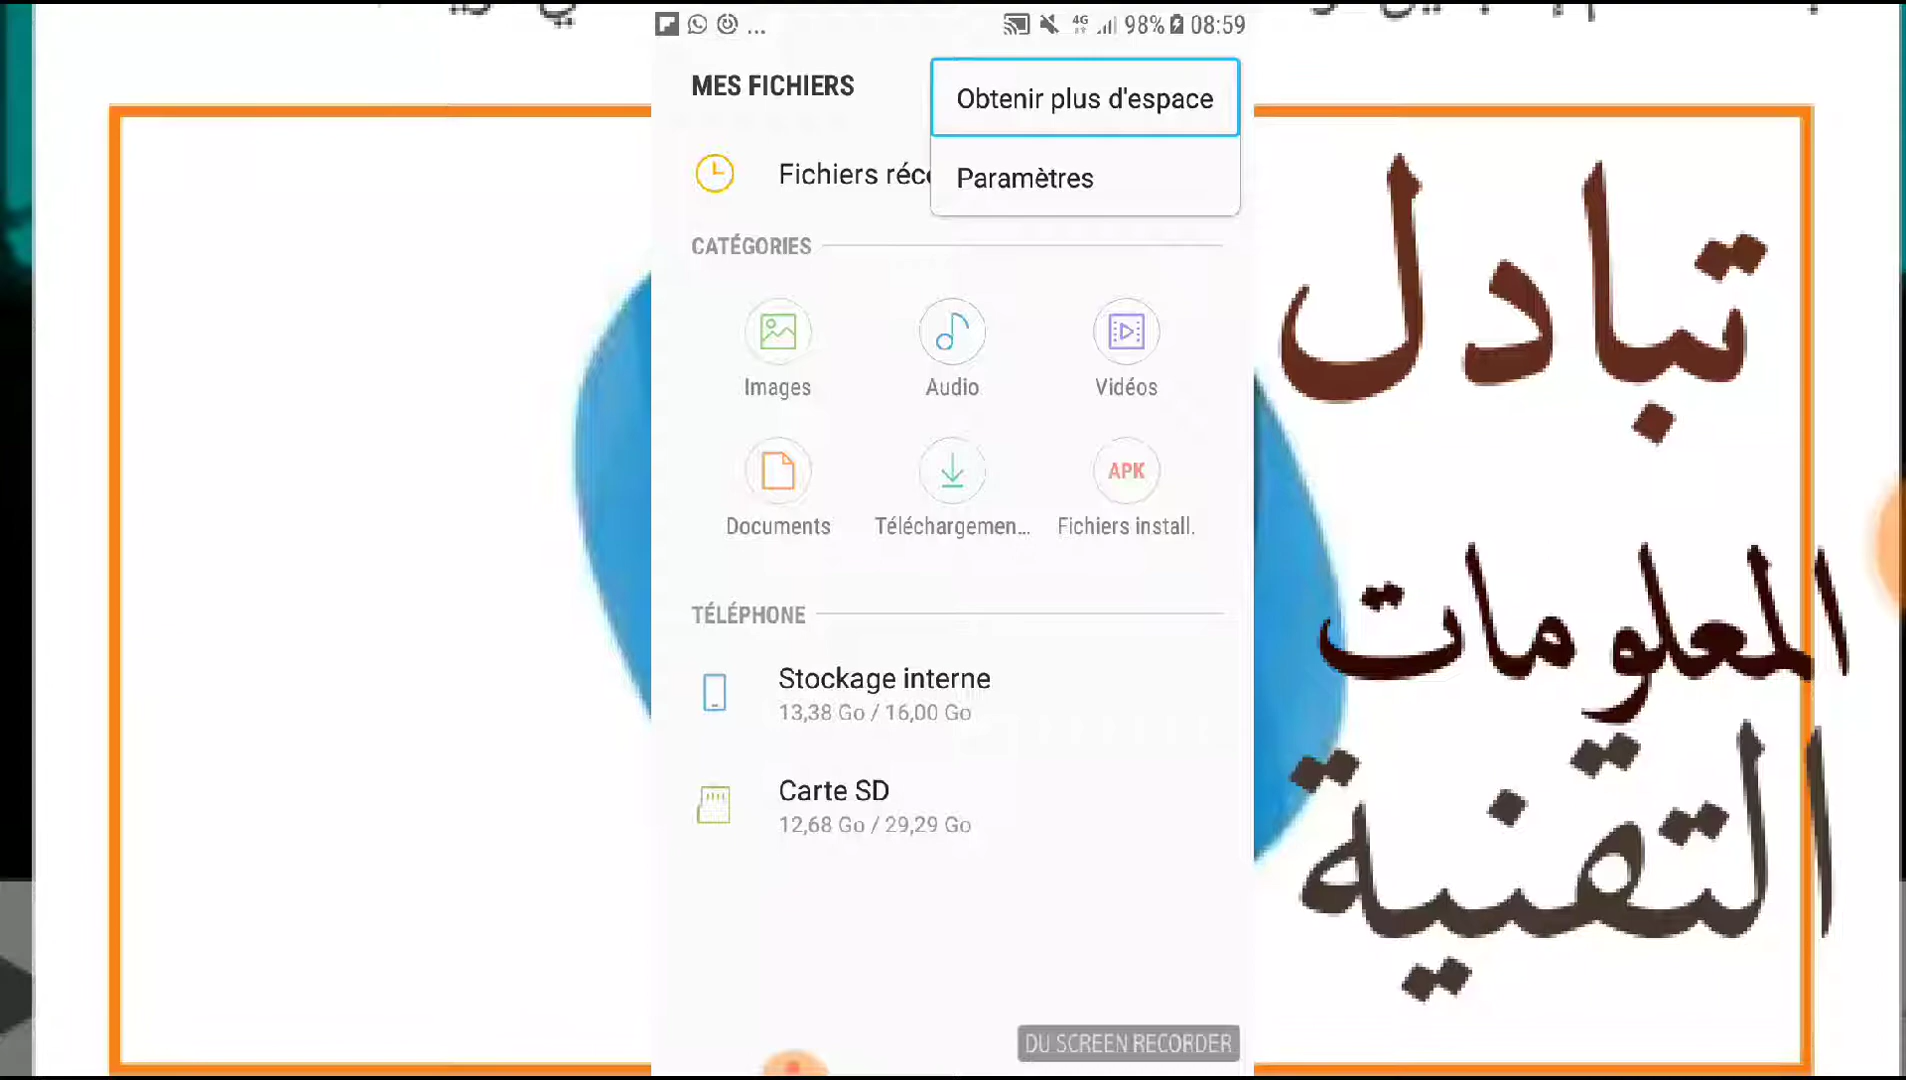 ... 98% 08:59
MES FICHIERS
Obtenir plus d'espace
Fichiers
Paramètres
CATÉGORIES
Images Audio Vidéos
Documents Téléchargemen... Fichiers install.
TÉLÉPHONE
Stockage interne
13,38 Go / 16,00 Go
Carte SD
12,68 Go / 29,29 Go
DU SCREEN RECORDER
4G
APK
تبادل
المعلومات
التقنية